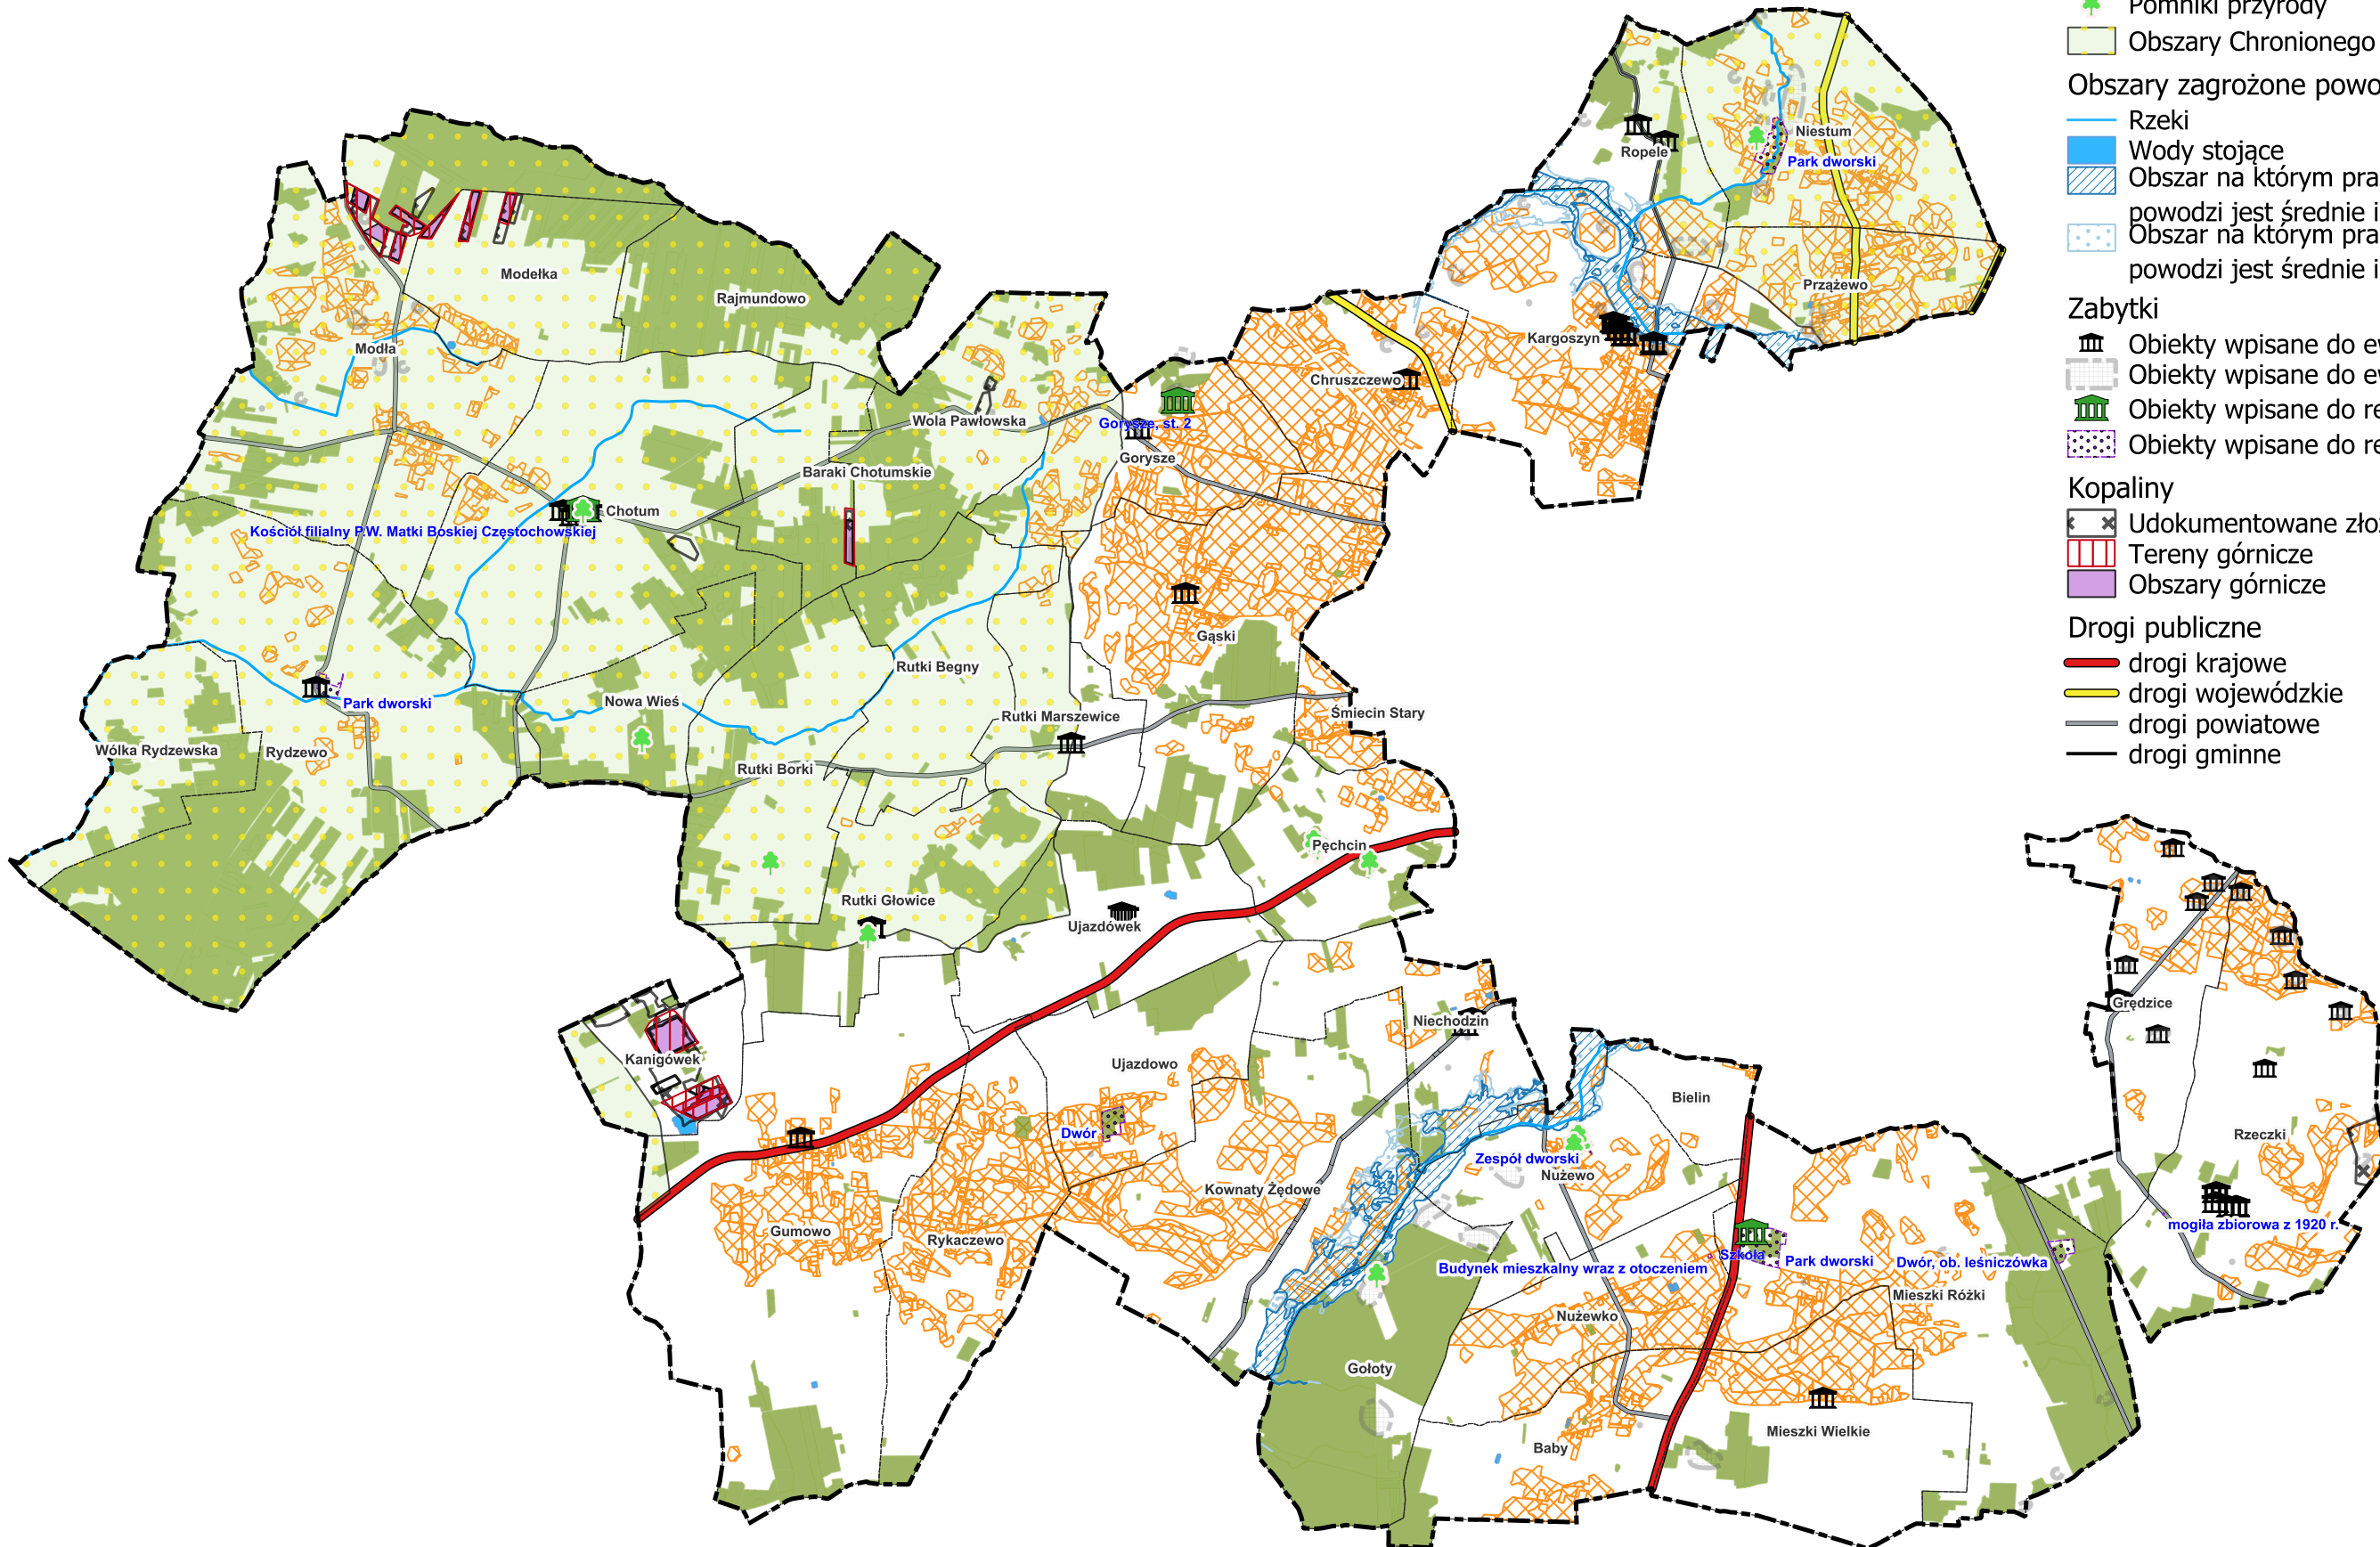 Pomniki przyrody
Obszary Chronionego
Obszary zagrożone powo
Rzeki
Wody stojące
Obszar na którym pra
powodzi jest średnie i
Obszar na którym pra
powodzi jest średnie i
Zabytki
Obiekty wpisane do ew
Obiekty wpisane do ew
Obiekty wpisane do re
Obiekty wpisane do re
Kopaliny
Udokumentowane złoż
Tereny górnicze
Obszary górnicze
Drogi publiczne
drogi krajowe
drogi wojewódzkie
drogi powiatowe
drogi gminne
Niestum
Ropele
Park dworski
Modełka
Rajmundowo
Przążewo
Kargoszyn
Modła
Chruszczewo
Wola Pawłowska
Gorysze, st. 2
Gorysze
Baraki Chotumskie
Chotum
Kościół filialny P.W. Matki Boskiej Częstochowskiej
Gąski
Rutki Begny
Nowa Wieś
Park dworski
Rutki Marszewice
Śmiecin Stary
Wólka Rydzewska
Rydzewo
Rutki Borki
Pęchcin
Rutki Głowice
Ujazdówek
Grędzice
Niechodzin
Kanigówek
Ujazdowo
Bielin
Dwór
Rzeczki
Zespół dworski
Nużewo
Kownaty Żędowe
mogiła zbiorowa z 1920 r.
Gumowo
Rykaczewo
Szkoła
Park dworski
Dwór, ob. leśniczówka
Budynek mieszkalny wraz z otoczeniem
Mieszki Różki
Nużewko
Gołoty
Mieszki Wielkie
Baby